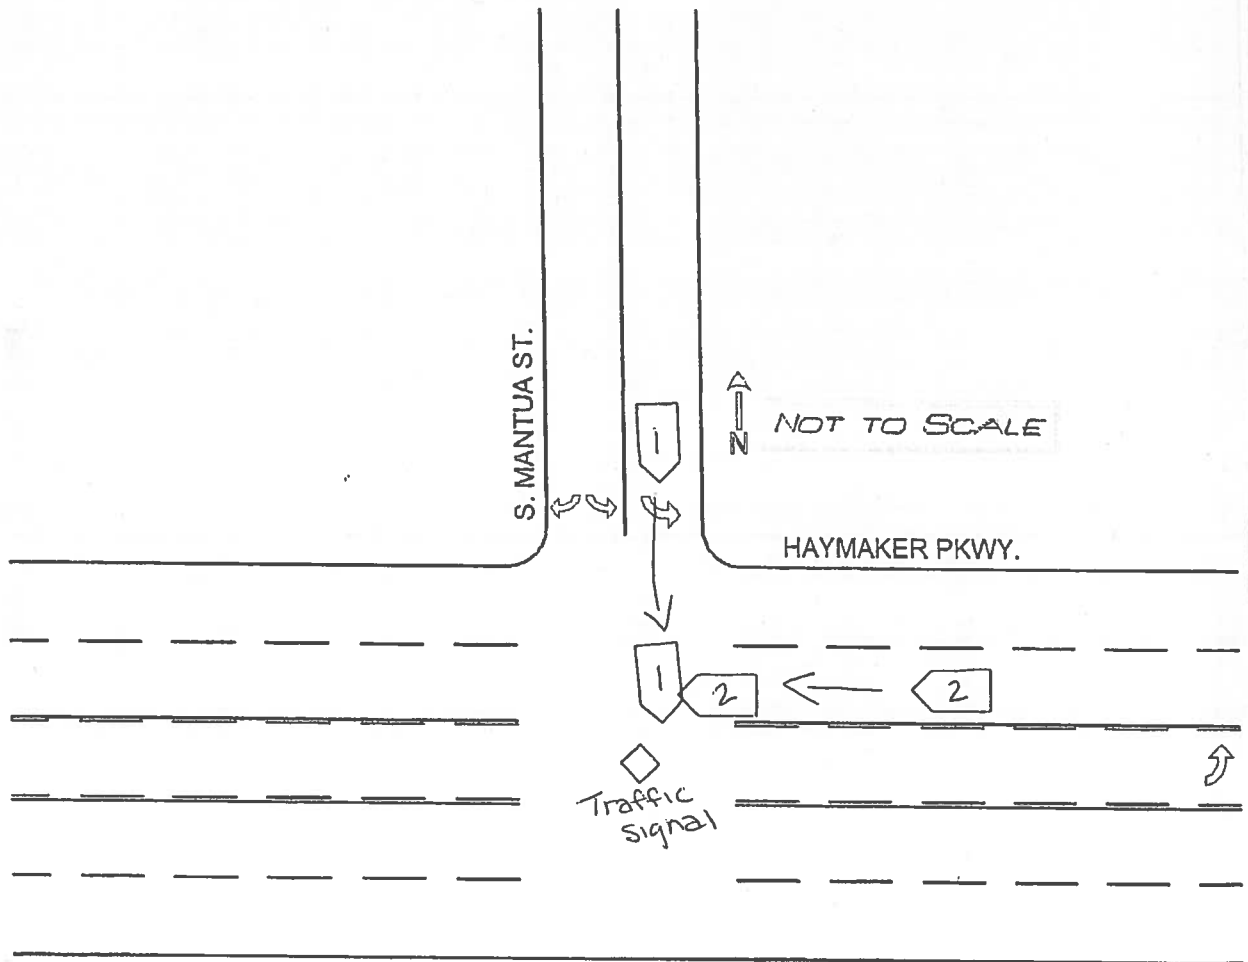 S. MANTUA ST.
1
N
NOT TO SCALE
HAYMAKER PKWY.
1
2
2
Traffic
signal